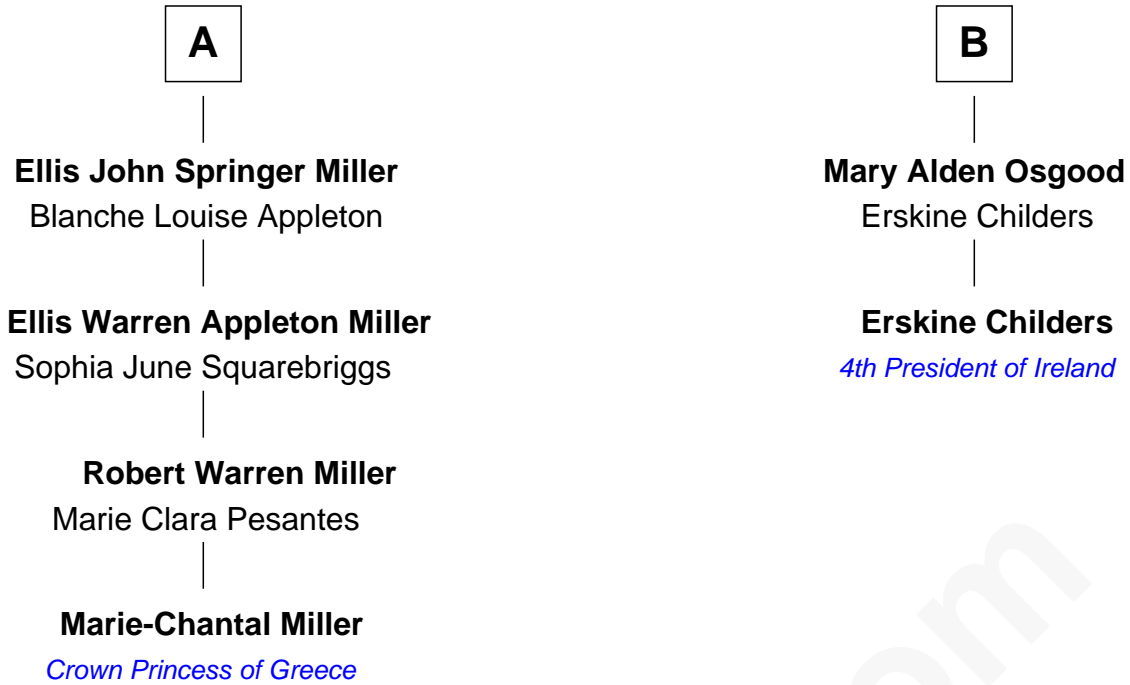 A
Ellis John Springer Miller
Blanche Louise Appleton
Ellis Warren Appleton Miller
Sophia June Squarebriggs
Robert Warren Miller
Marie Clara Pesantes
Marie-Chantal Miller
Crown Princess of Greece
B
Mary Alden Osgood
Erskine Childers
Erskine Childers
4th President of Ireland
om